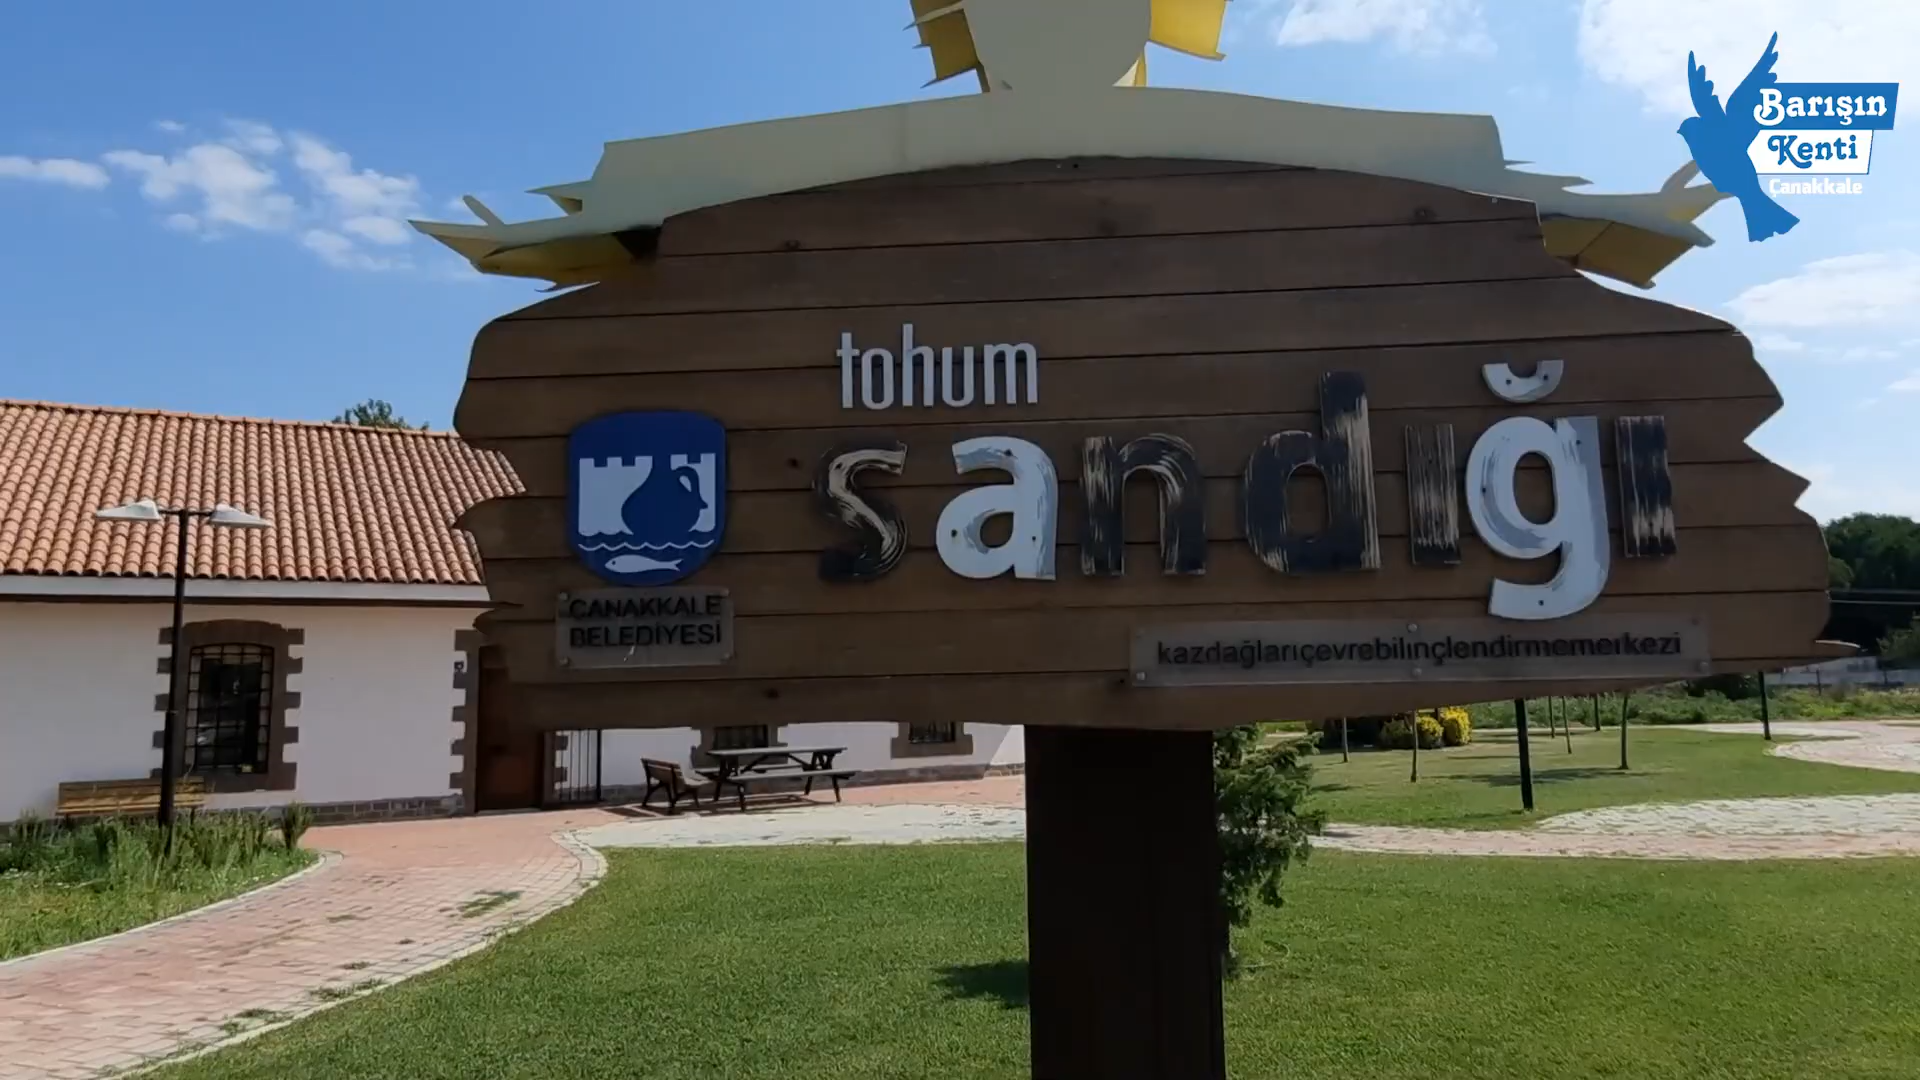 Barışın
Kenti
Çanakkale
tohum
sandığı
ÇANAKKALE
BELEDİYESİ
kazdağlarıçevrebilinçlendirmemerkezi